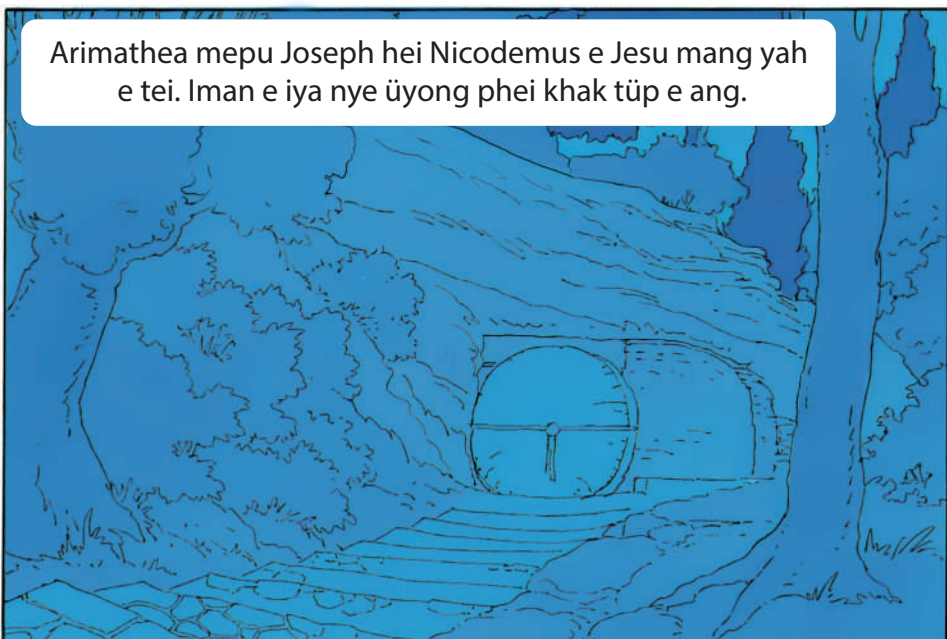 Arimathea mepu Joseph hei Nicodemus e Jesu mang yah
e tei. Iman e iya nye üyong phei khak tüp e ang.